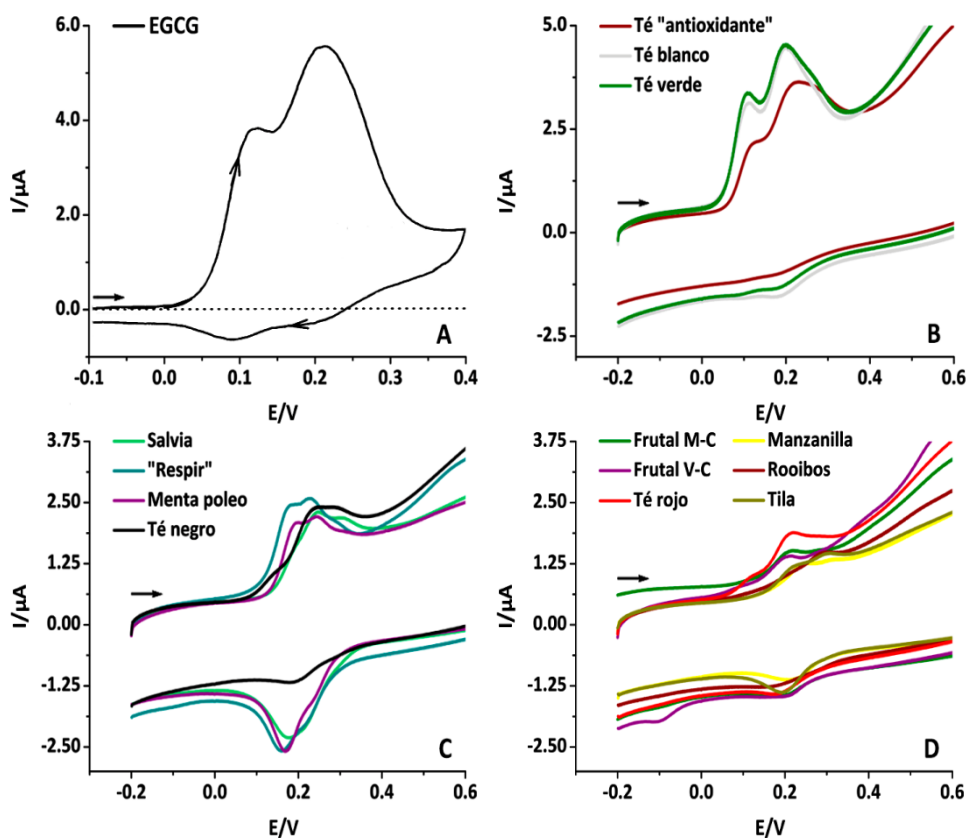 6.0
4.0
2.0
0.0
I/µA
EGCG
A
-0.1
0.0
0.1
0.2
0.3
0.4
E/V
5.0
2.5
0.0
-2.5
I/µA
Té "antioxidante"
Té blanco
Té verde
B
-0.2
0.0
0.2
0.4
0.6
E/V
3.75
2.50
1.25
0.00
-1.25
-2.50
I/µA
Salvia
"Respir"
Menta poleo
Té negro
C
-0.2
0.0
0.2
0.4
0.6
E/V
3.75
2.50
1.25
0.00
-1.25
-2.50
I/µA
Frutal M-C
Manzanilla
Frutal V-C
Rooibos
Té rojo
Tila
D
-0.2
0.0
0.2
0.4
0.6
E/V